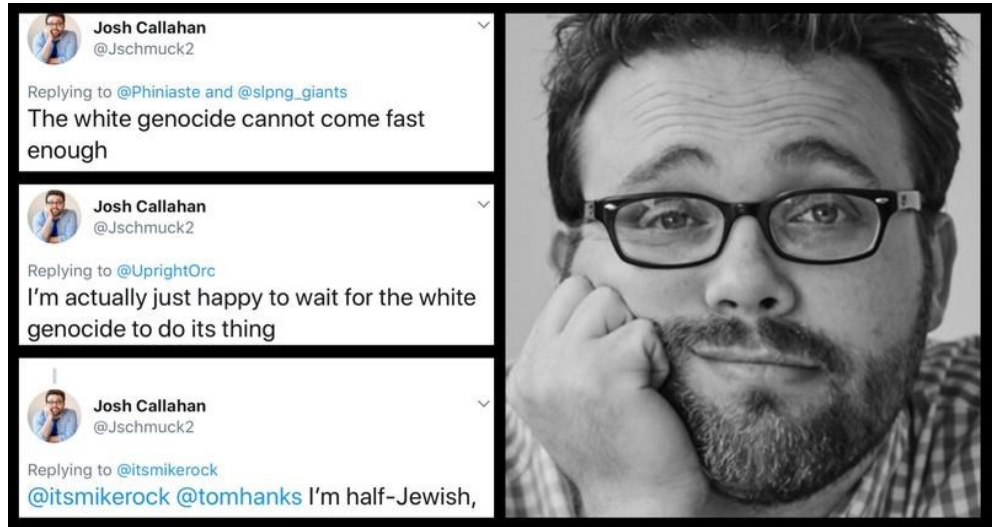 Josh Callahan
@Jschmuck2
Replying to @Phiniaste and @slpng_giants
The white genocide cannot come fast
enough
Josh Callahan
@Jschmuck2
Replying to @UprightOrc
I'm actually just happy to wait for the white
genocide to do its thing
Josh Callahan
@Jschmuck2
Replying to @itsmikerock
@itsmikerock @tomhanks I'm half-Jewish,